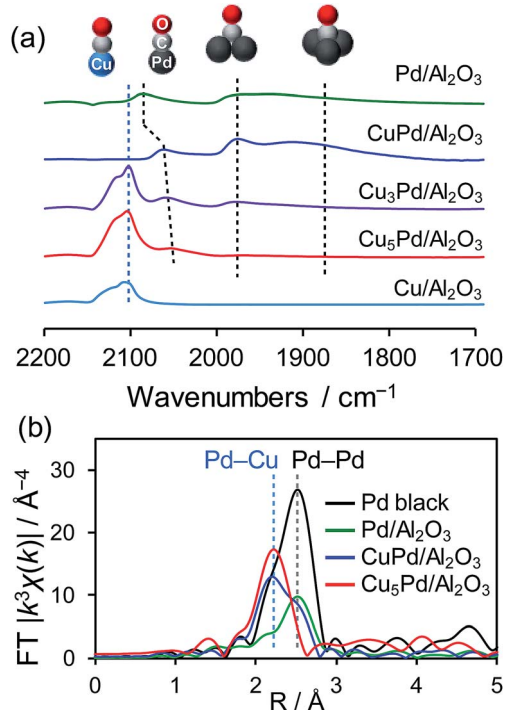 (a)
O
C
Cu
Pd
Pd/Al2O3
CuPd/Al2O3
Cu3Pd/Al2O3
Cu5Pd/Al2O3
Cu/Al2O3
2200 2100 2000 1900 1800 1700
Wavenumbers / cm−1
(b)
Pd–Cu Pd–Pd
30
20
10
0
FT |k3χ(k)| / Å−4
Pd black
Pd/Al2O3
CuPd/Al2O3
Cu5Pd/Al2O3
0 1 2 3 4 5
R / Å